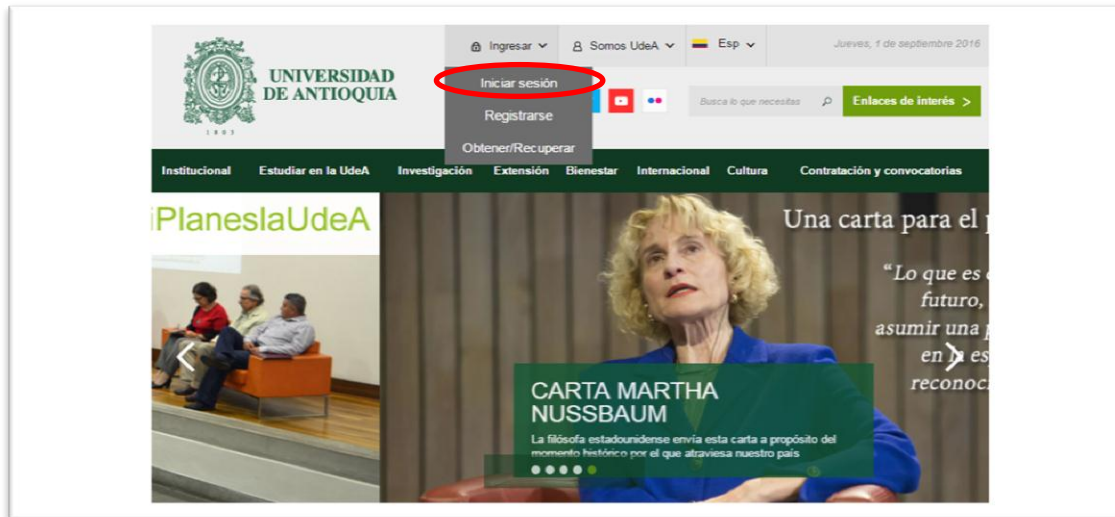 Ingresar
Somos UdeA
Esp
Jueves, 1 de septiembre 2016
UNIVERSIDAD
DE ANTIOQUIA
1803
Iniciar sesión
Registrarse
Obtener/Recuperar
Busca lo que necesitas
Enlaces de interés >
Institucional Estudiar en la UdeA Investigación Extensión Bienestar Internacional Cultura Contratación y convocatorias
iPlaneslaUdeA
Una carta para el
"Lo que es
futuro,
asumir una
en la
reconoc
CARTA MARTHA
NUSSBAUM
La filósofa estadounidense envía esta carta a propósito del
momento histórico por el que atraviesa nuestro país